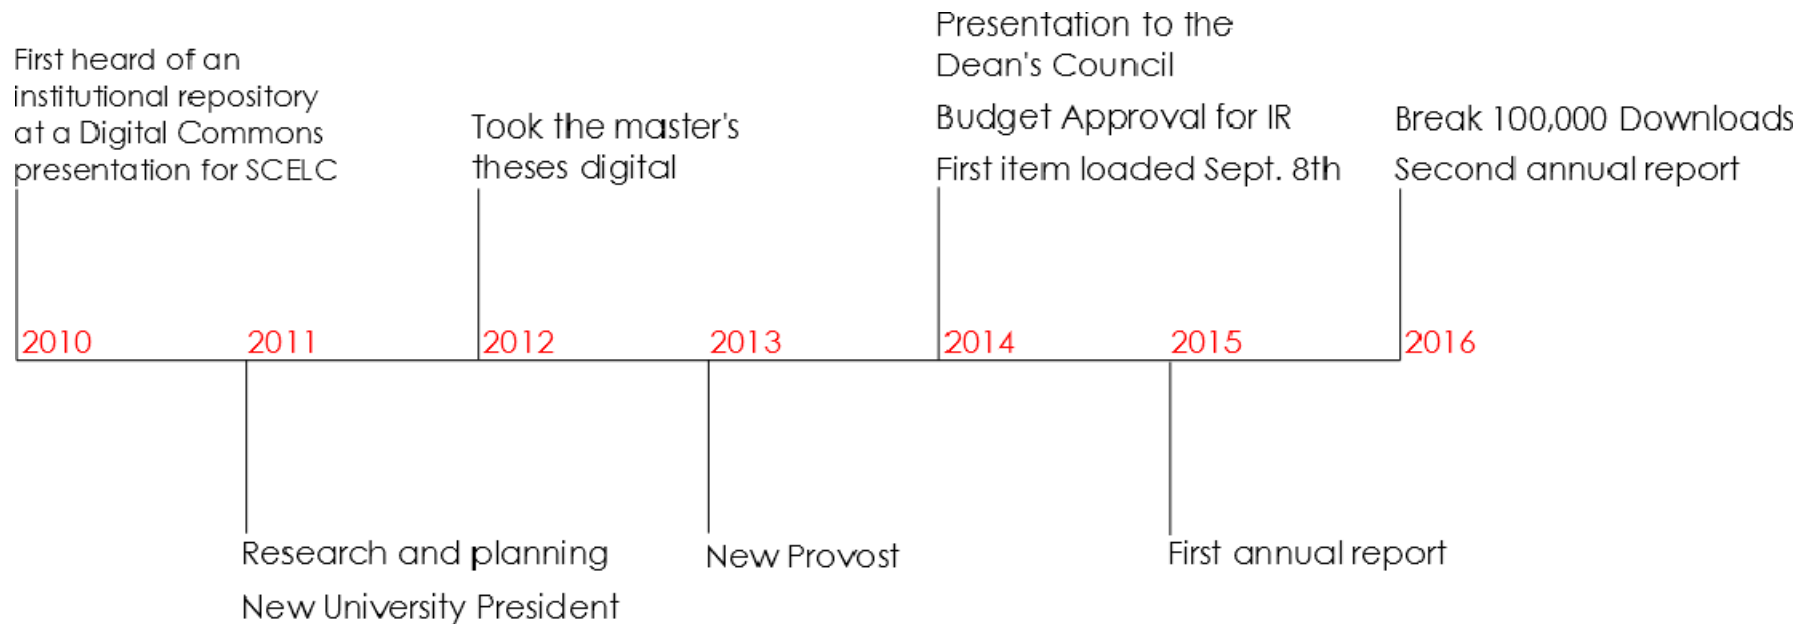 First heard of an
institutional repository
at a Digital Commons
presentation for SCELC
Took the master's
theses digital
Presentation to the
Dean's Council
Budget Approval for IR
First item loaded Sept. 8th
Break 100,000 Downloads
Second annual report
2010
2011
2012
2013
2014
2015
2016
Research and planning
New University President
New Provost
First annual report